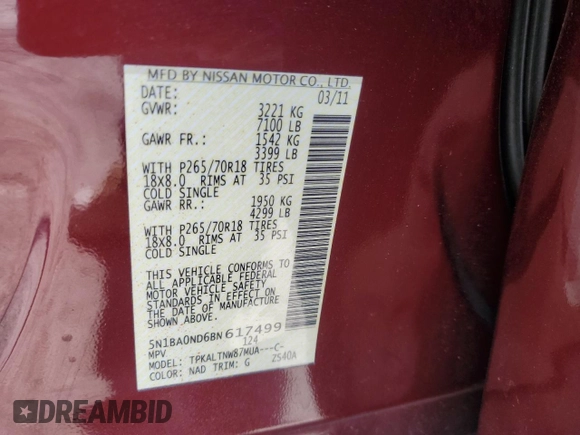 MFD BY NISSAN MOTOR CO., LTD.
DATE: 03/11
GVWR: 3221 KG
7100 LB
GAWR FR.: 1542 KG
3399 LB
WITH P265/70R18 TIRES
18X8.0 RIMS AT 35 PSI
COLD SINGLE
GAWR RR.: 1950 KG
4299 LB
WITH P265/70R18 TIRES
18X8.0 RIMS AT 35 PSI
COLD SINGLE
THIS VEHICLE CONFORMS TO
ALL APPLICABLE FEDERAL
MOTOR VEHICLE SAFETY
STANDARDS IN EFFECT ON
THE DATE OF MANUFACTURE
SHOWN ABOVE.
5N1BA0ND6BN617499
MPV 124
MODEL: TPKALTNW87MUA---C-
COLOR: NAD TRIM: G ZS40A
DREAMBID